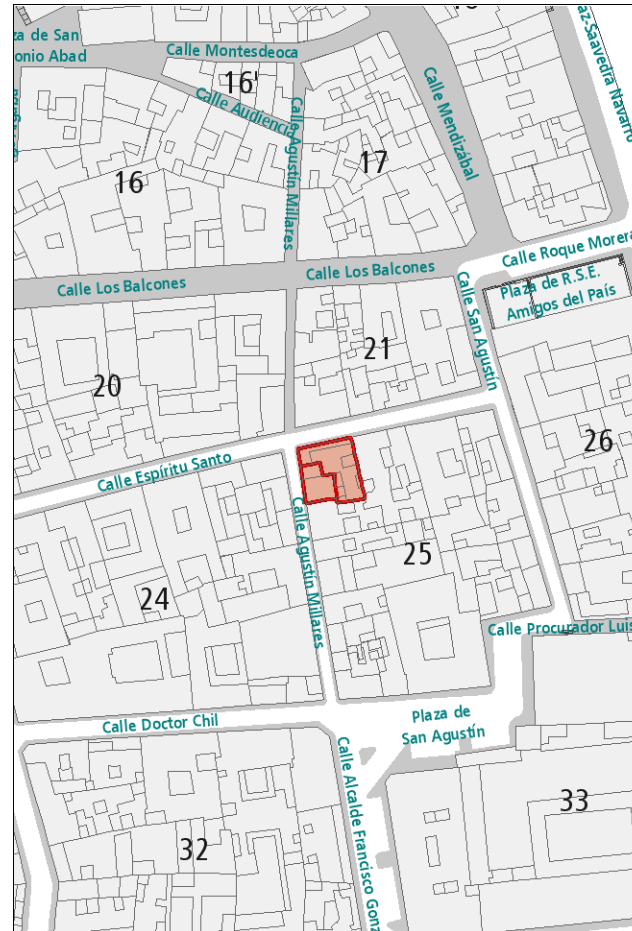 za de San
onio Abad
Calle Montesdeoca
16'
Calle Audiencia
Calle Agustín Millares
Calle Mendizábal
az-Saavedra Navarro
16
17
Calle Roque Morera
Calle Los Balcones
Calle Los Balcones
Plaza de R.S.E.
Amigos del País
Calle San Agustín
21
20
26
Calle Espíritu Santo
Calle Agustín Millares
25
24
Calle Procurador Luis
Plaza de
San Agustín
Calle Doctor Chil
Calle Alcalde Francisco Gonz
33
32